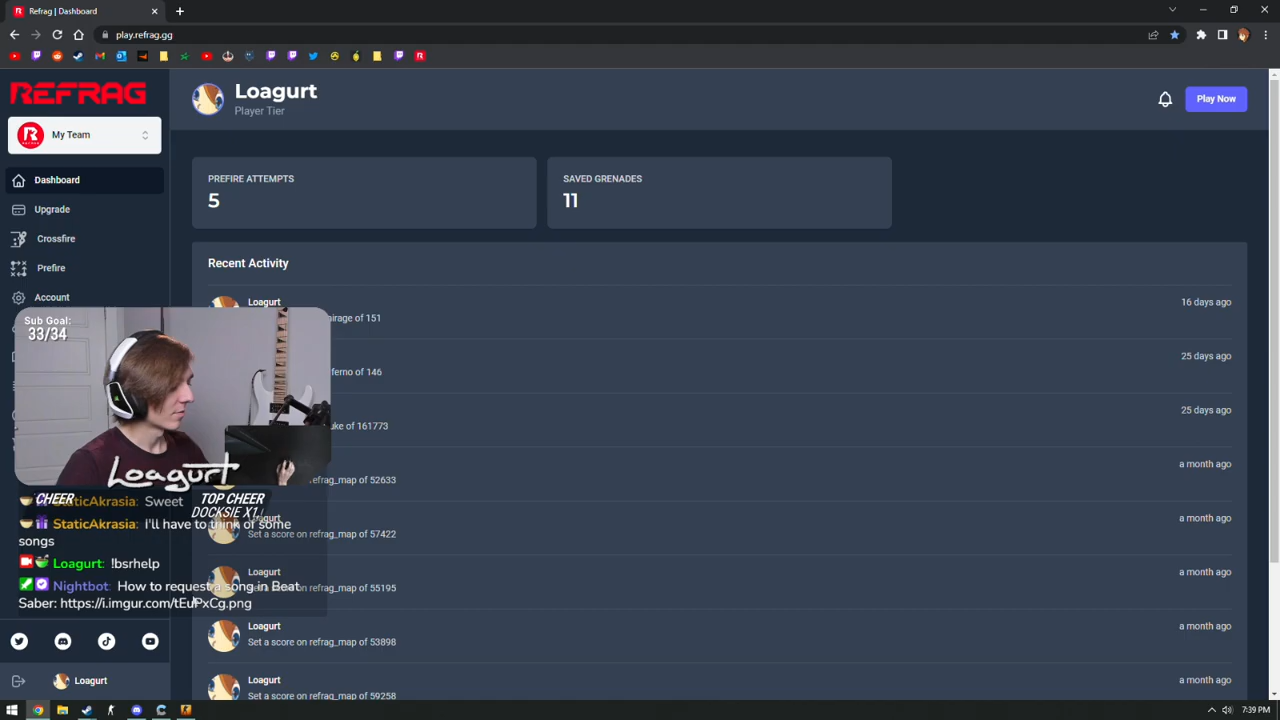 Refrag | Dashboard
play.refrag.gg
REFRAG
My Team
Dashboard
Upgrade
Crossfire
Prefire
Account
Loagurt
Player Tier
Play Now
PREFIRE ATTEMPTS
5
SAVED GRENADES
11
Recent Activity
Loagurt
16 days ago
mirage of 151
25 days ago
ferno of 146
25 days ago
uke of 161773
a month ago
refrag_map of 52633
Loagurt
a month ago
Set a score on refrag_map of 57422
Loagurt
a month ago
Set a score on refrag_map of 55195
Loagurt
a month ago
Set a score on refrag_map of 53898
Loagurt
a month ago
Set a score on refrag_map of 59258
Sub Goal:
33/34
Loagurt
CHEER
TOP CHEER
DOCKSIE X1
StaticAkrasia: Sweet
StaticAkrasia: I'll have to think of some
songs
Loagurt: !bsrhelp
Nightbot: How to request a song in Beat
Saber: https://i.imgur.com/tEuPxCg.png
Loagurt
7:39 PM